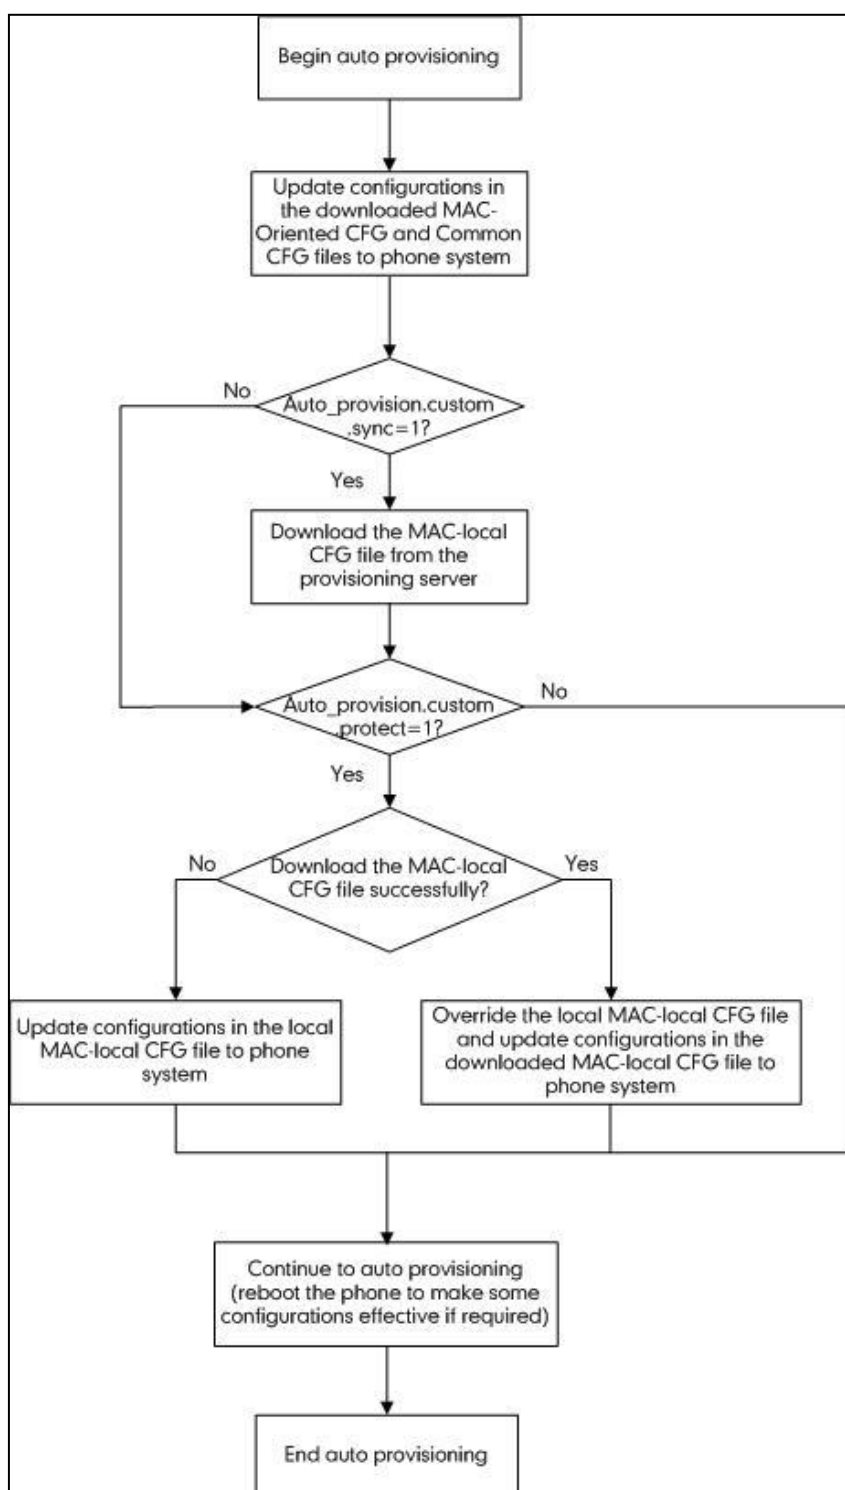 Begin auto provisioning
Update configurations in
the downloaded MAC-
Oriented CFG and Common
CFG files to phone system
No
Auto_provision.custom
.sync=1?
Yes
Download the MAC-local
CFG file from the
provisioning server
No
Auto_provision.custom
.protect=1?
Yes
No
Download the MAC-local
CFG file successfully?
Yes
Update configurations in the local
MAC-local CFG file to phone
system
Override the local MAC-local CFG file
and update configurations in the
downloaded MAC-local CFG file to
phone system
Continue to auto provisioning
(reboot the phone to make some
configurations effective if required)
End auto provisioning